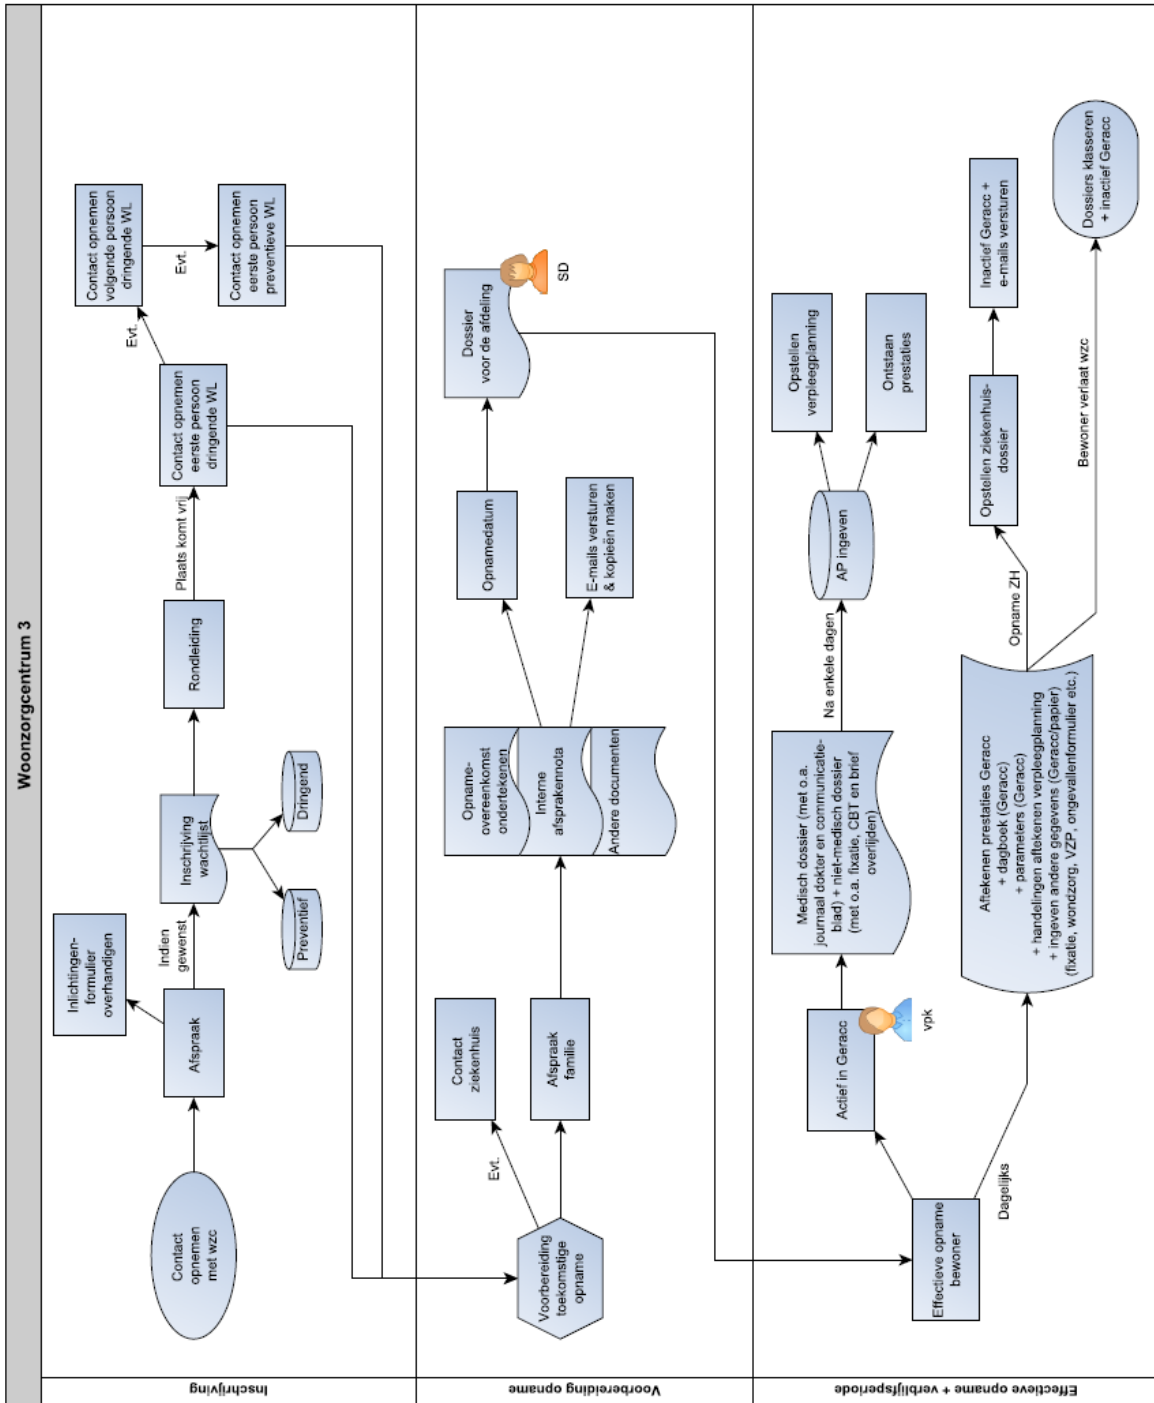 Woonzorgcentrum 3
Inschrijving
Contact
opnemen
met wzc
Afspraak
Inlichtingen-
formulier
overhandigen
Indien
gewenst
Inschrijving
wachtlijst
Preventief
Dringend
Rondleiding
Plaats komt vrij
Contact opnemen
eerste persoon
dringende WL
Evt.
Contact opnemen
volgende persoon
dringende WL
Evt.
Contact opnemen
eerste persoon
preventieve WL
Voorbereiding opname
Voorbereiding
toekomstige
opname
Evt.
Contact
ziekenhuis
Afspraak
familie
Opname-
overeenkomst
ondertekenen
Interne
afsprakennota
Andere documenten
Opnamedatum
E-mails versturen
& kopieën maken
Dossier
voor de afdeling
SD
Effectieve opname + verblijfsperiode
Effectieve opname
bewoner
Actief in Geracc
vpk
Medisch dossier (met o.a.
journaal dokter en communicatie-
blad) + niet-medisch dossier
(met o.a. fixatie, CBT en brief
overlijden)
Na enkele dagen
AP ingeven
Opstellen
verpleegplanning
Ontstaan
prestaties
Dagelijks
Aftekenen prestaties Geracc
+ dagboek (Geracc)
+ parameters (Geracc)
+ handelingen aftekenen verpleegplanning
+ ingeven andere gegevens (Geracc/papier)
(fixatie, wondzorg, VZP, ongevallenformulier etc.)
Opname ZH
Opstellen ziekenhuis-
dossier
Inactief Geracc +
e-mails versturen
Bewoner verlaat wzc
Dossiers klasseren
+ inactief Geracc